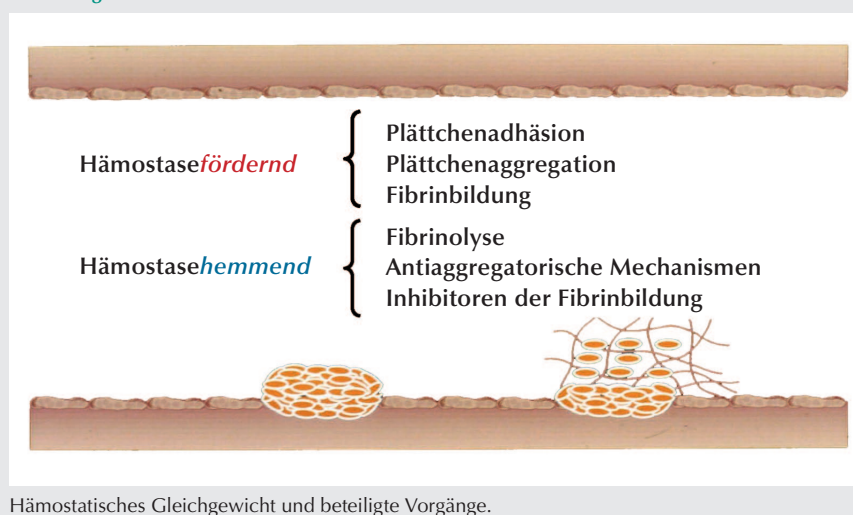 Hämostasefördernd
Plättchenadhäsion
Plättchenaggregation
Fibrinbildung
Hämostasehemmend
Fibrinolyse
Antiaggregatorische Mechanismen
Inhibitoren der Fibrinbildung
Hämostatisches Gleichgewicht und beteiligte Vorgänge.